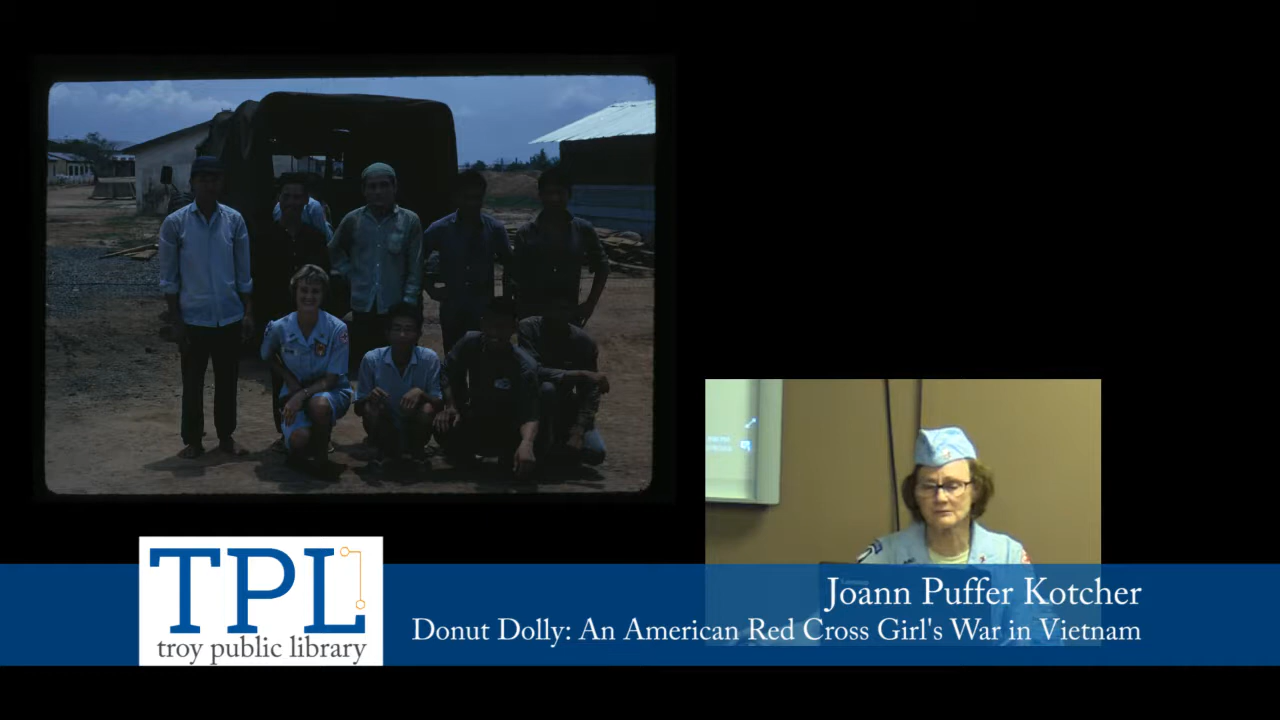 TPL
troy public library
Joann Puffer Kotcher
Donut Dolly: An American Red Cross Girl's War in Vietnam